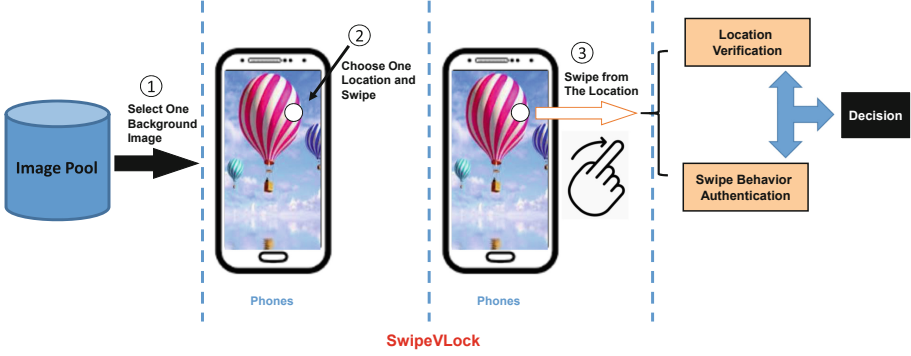 Image Pool
①
Select One
Background
Image
②
Choose One
Location and
Swipe
Phones
③
Swipe from
The Location
Phones
Location
Verification
Swipe Behavior
Authentication
Decision
SwipeVLock